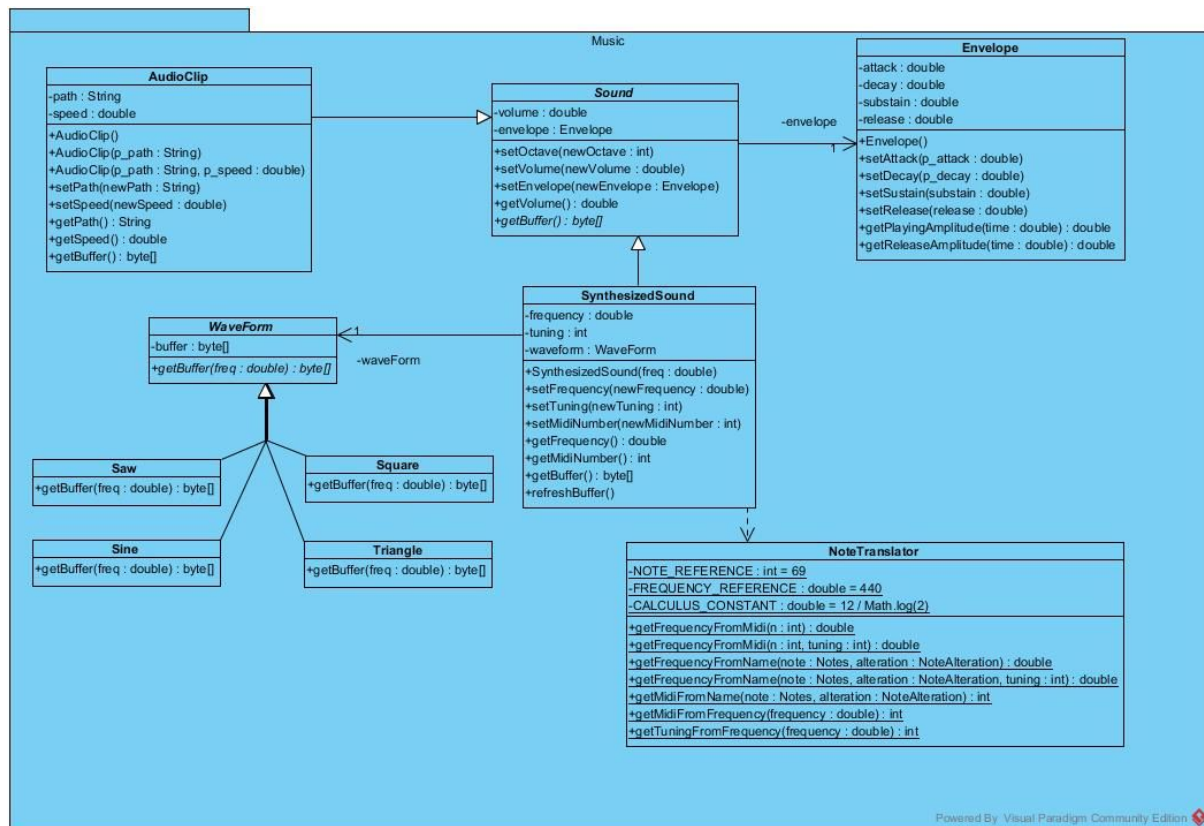 Music
AudioClip
-path : String
-speed : double
+AudioClip()
+AudioClip(p_path : String)
+AudioClip(p_path : String, p_speed : double)
+setPath(newPath : String)
+setSpeed(newSpeed : double)
+getPath() : String
+getSpeed() : double
+getBuffer() : byte[]
Sound
-volume : double
-envelope : Envelope
+setOctave(newOctave : int)
+setVolume(newVolume : double)
+setEnvelope(newEnvelope : Envelope)
+getVolume() : double
+getBuffer() : byte[]
-envelope
1
Envelope
-attack : double
-decay : double
-substain : double
-release : double
+Envelope()
+setAttack(p_attack : double)
+setDecay(p_decay : double)
+setSustain(substain : double)
+setRelease(release : double)
+getPlayingAmplitude(time : double) : double
+getReleaseAmplitude(time : double) : double
WaveForm
-buffer : byte[]
+getBuffer(freq : double) : byte[]
1
-waveForm
SynthesizedSound
-frequency : double
-tuning : int
-waveform : WaveForm
+SynthesizedSound(freq : double)
+setFrequency(newFrequency : double)
+setTuning(newTuning : int)
+setMidiNumber(newMidiNumber : int)
+getFrequency() : double
+getMidiNumber() : int
+getBuffer() : byte[]
+refreshBuffer()
Saw
+getBuffer(freq : double) : byte[]
Square
+getBuffer(freq : double) : byte[]
Sine
+getBuffer(freq : double) : byte[]
Triangle
+getBuffer(freq : double) : byte[]
NoteTranslator
-NOTE_REFERENCE : int = 69
-FREQUENCY_REFERENCE : double = 440
-CALCULUS_CONSTANT : double = 12 / Math.log(2)
+getFrequencyFromMidi(n : int) : double
+getFrequencyFromMidi(n : int, tuning : int) : double
+getFrequencyFromName(note : Notes, alteration : NoteAlteration) : double
+getFrequencyFromName(note : Notes, alteration : NoteAlteration, tuning : int) : double
+getMidiFromName(note : Notes, alteration : NoteAlteration) : int
+getMidiFromFrequency(frequency : double) : int
+getTuningFromFrequency(frequency : double) : int
Powered By Visual Paradigm Community Edition